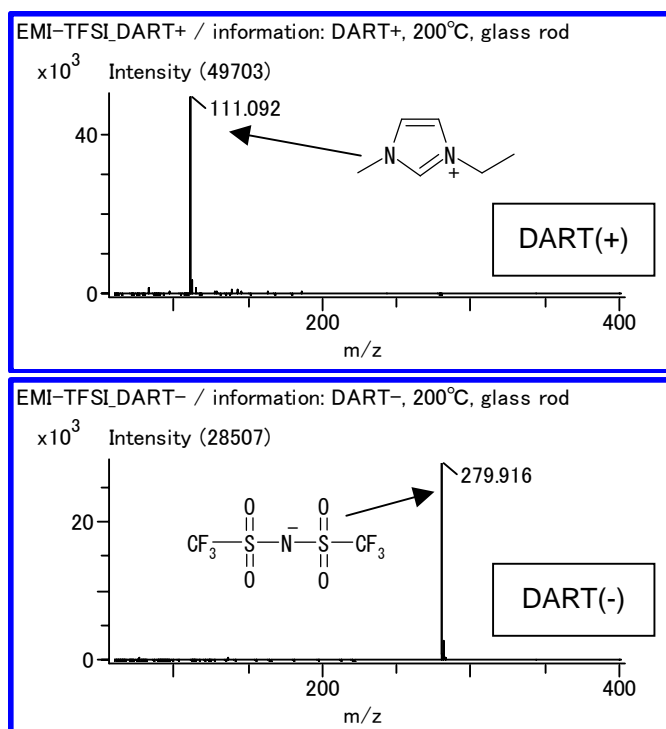 EMI-TFSI_DART+ / information: DART+, 200℃, glass rod
x10³ Intensity (49703)
111.092
40
N N
+
DART(+)
0
200 400
m/z
EMI-TFSI_DART- / information: DART-, 200℃, glass rod
x10³ Intensity (28507)
279.916
20
O O
CF₃-S-N⁻-S-CF₃
O O
DART(-)
0
200 400
m/z